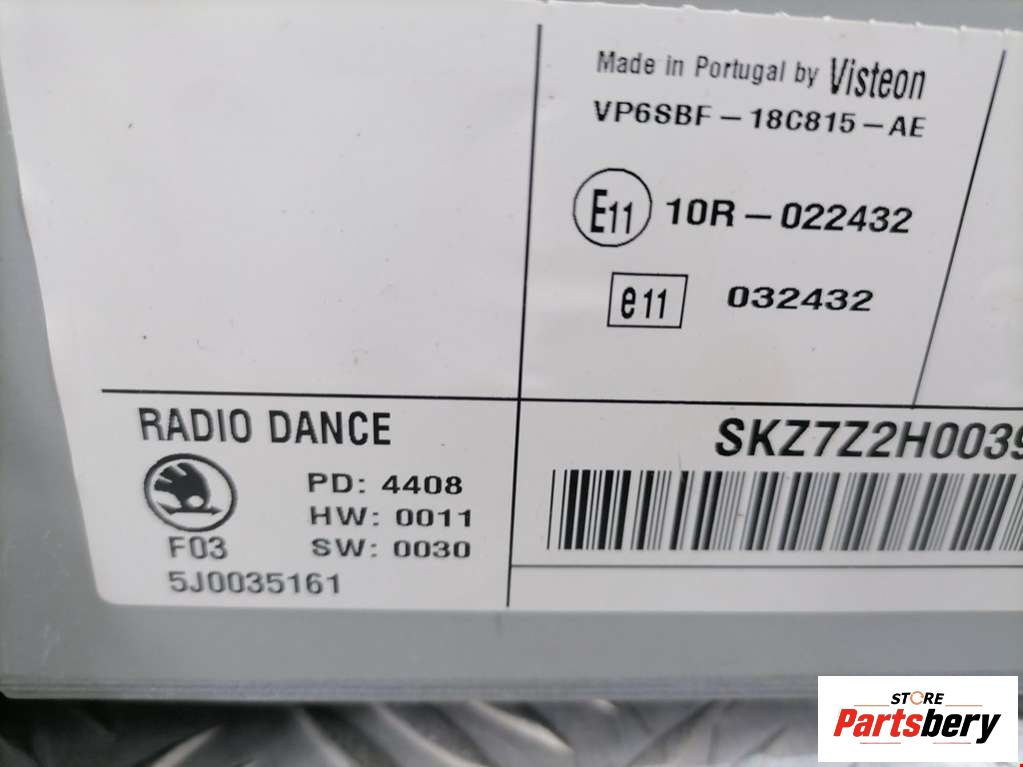 Made in Portugal by Visteon
VP6SBF-18C815-AE
E11 10R-022432
e11 032432
RADIO DANCE
PD: 4408
HW: 0011
F03 SW: 0030
5J0035161
SKZ7Z2H0039
STORE
Partsbery